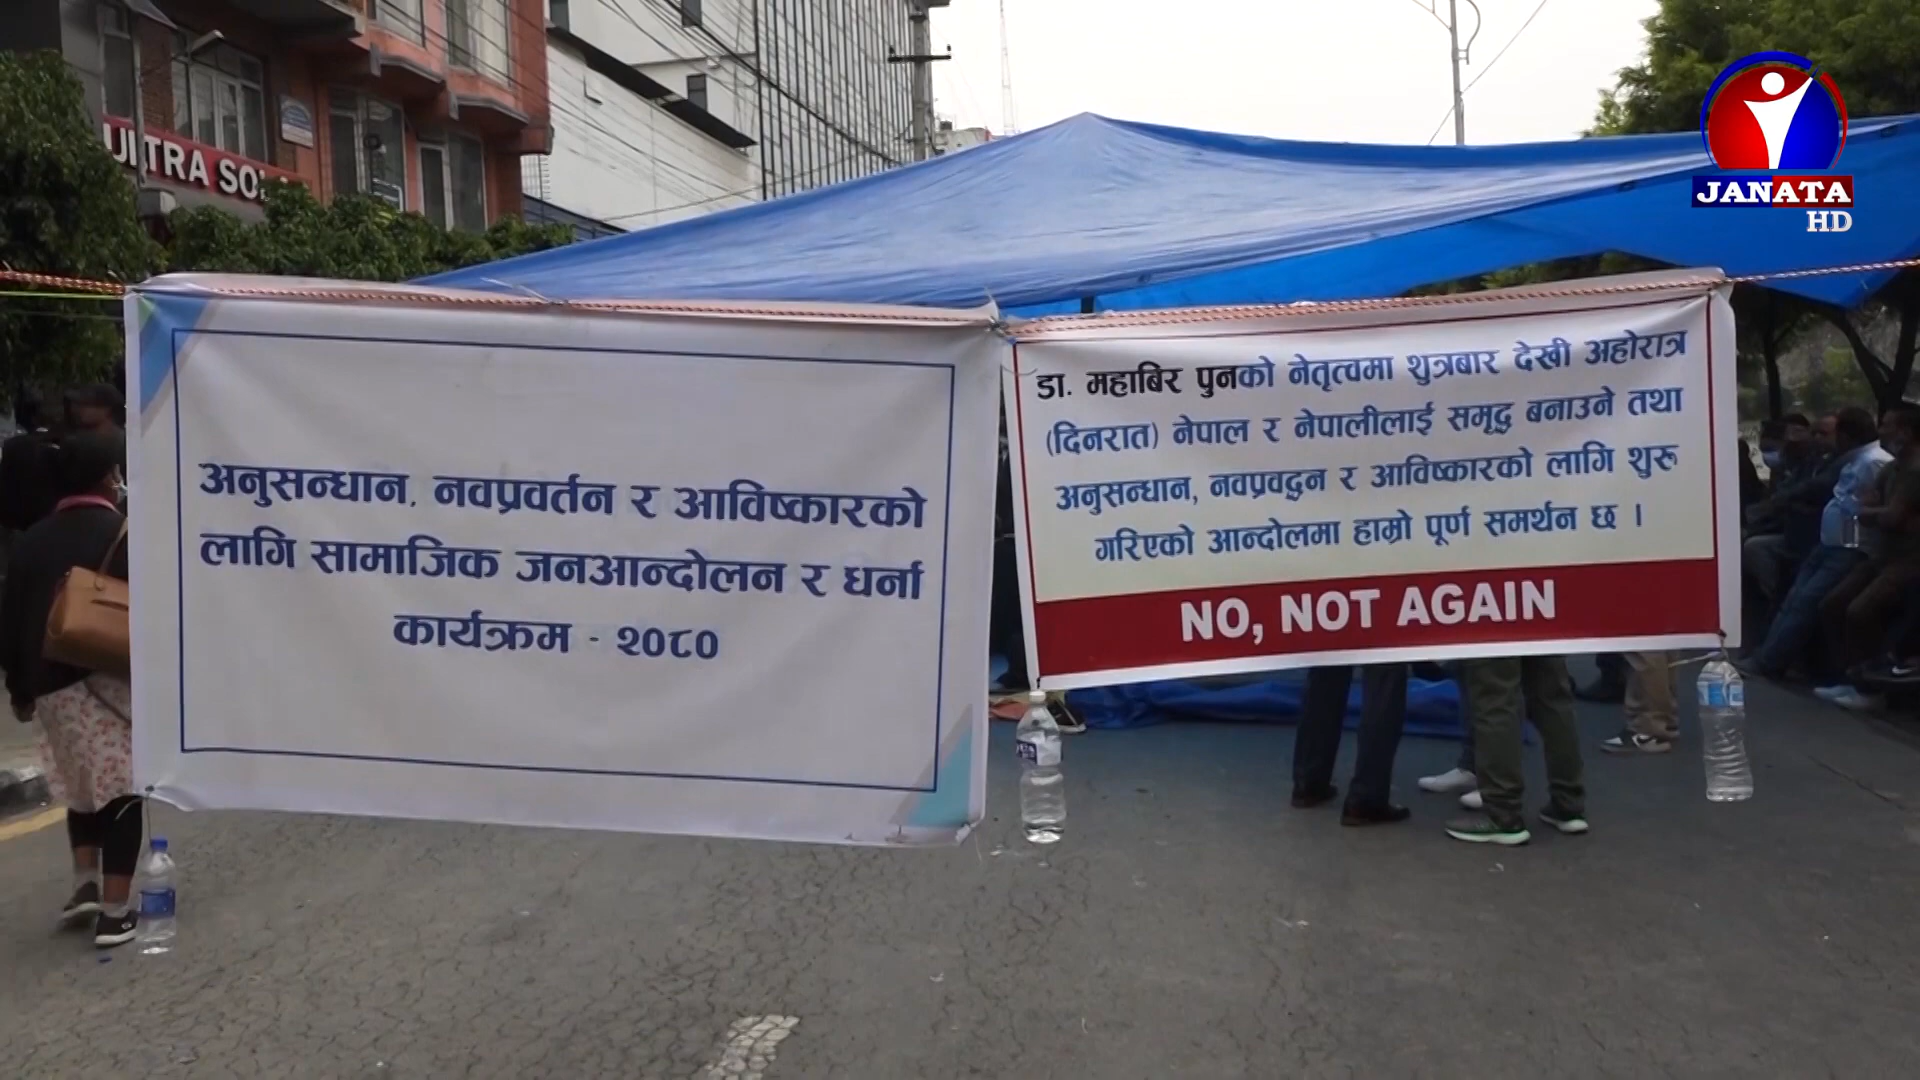 ULTRA SO
JANATA
HD
अनुसन्धान, नवप्रवर्तन र आविष्कारको
लागि सामाजिक जनआन्दोलन र धर्ना
कार्यक्रम - २०८०
डा. महाबिर पुनको नेतृत्वमा शुत्रबार देखी अहोरात्र
(दिनरात) नेपाल र नेपालीलाई समृद्ध बनाउने तथा
अनुसन्धान, नवप्रवद्धन र आविष्कारको लागि शुरू
गरिएको आन्दोलमा हाम्रो पूर्ण समर्थन छ ।
NO, NOT AGAIN